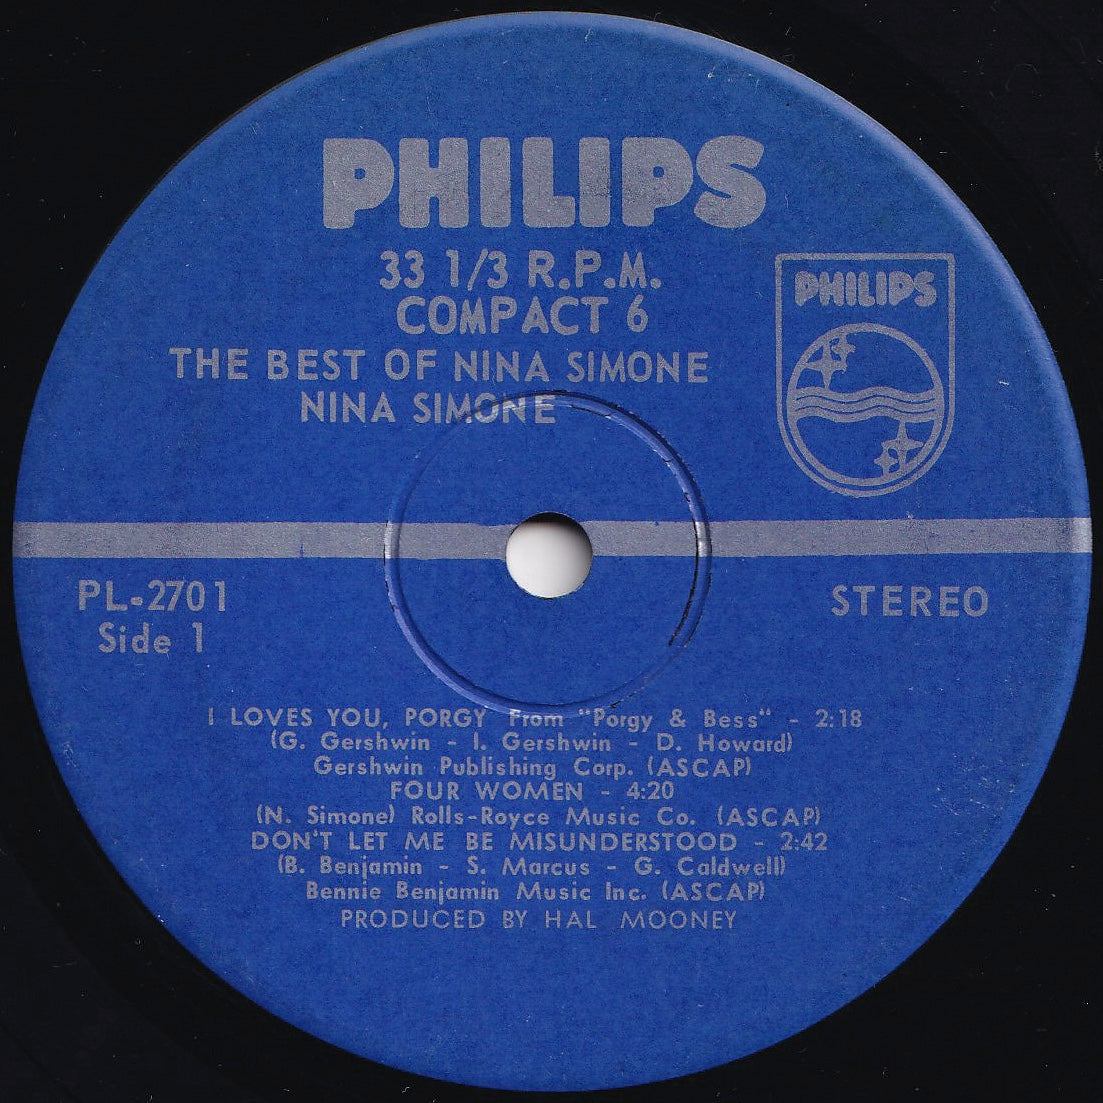 PHILIPS
33 1/3 R.P.M.
COMPACT 6
THE BEST OF NINA SIMONE
NINA SIMONE
PHILIPS
PL-2701
Side 1
STEREO
I LOVES YOU, PORGY From "Porgy & Bess" - 2:18
(G. Gershwin - I. Gershwin - D. Howard)
Gershwin Publishing Corp. (ASCAP)
FOUR WOMEN - 4:20
(N. Simone) Rolls-Royce Music Co. (ASCAP)
DON'T LET ME BE MISUNDERSTOOD - 2:42
(B. Benjamin - S. Marcus - G. Caldwell)
Bennie Benjamin Music Inc. (ASCAP)
PRODUCED BY HAL MOONEY